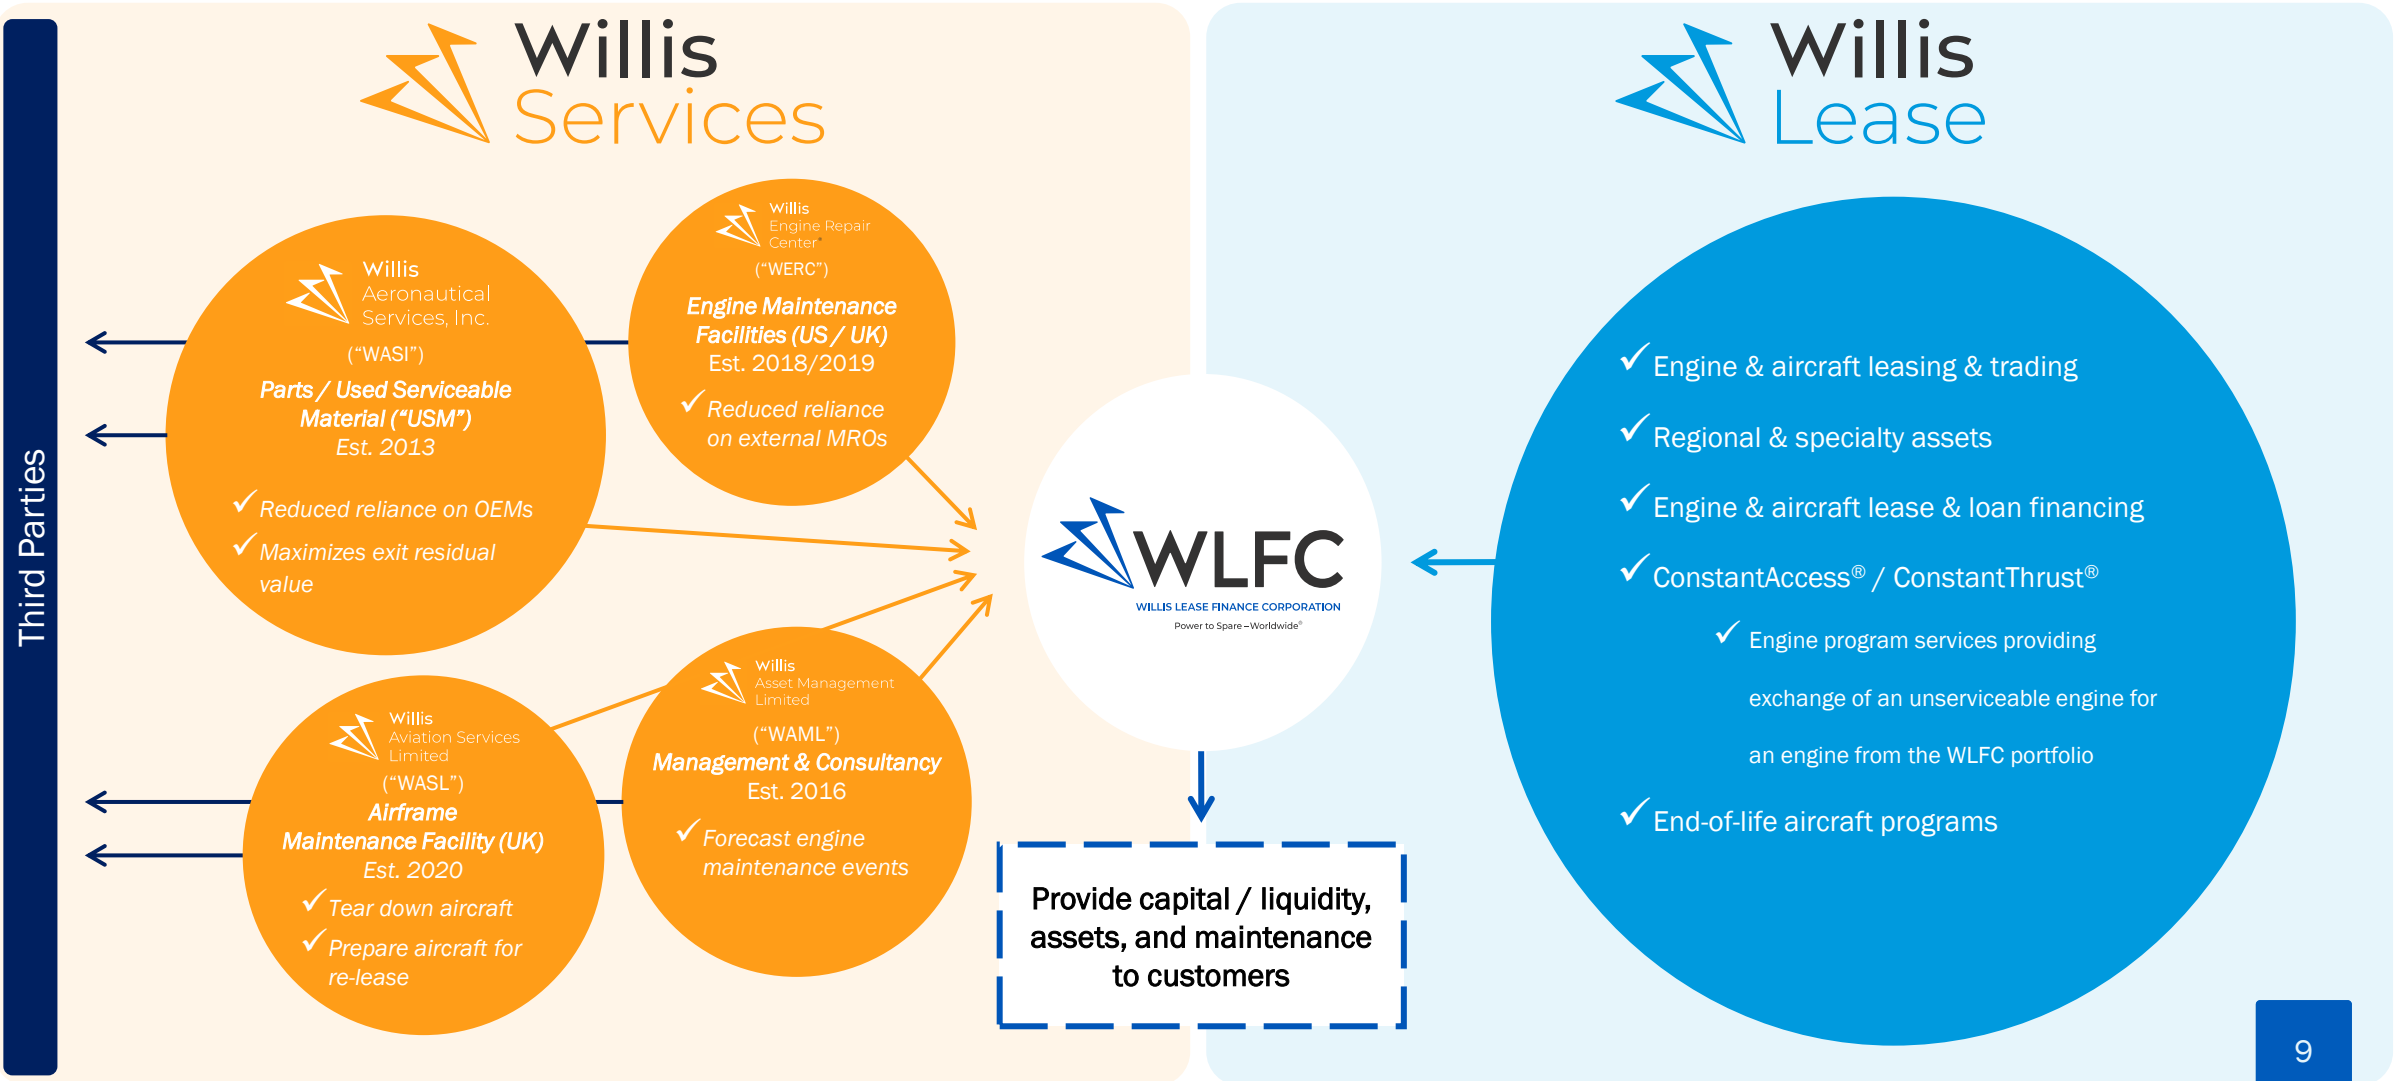 Third Parties
Willis
Services
Willis
Aeronautical
Services, Inc.
("WASI")
Parts / Used Serviceable
Material ("USM")
Est. 2013
Reduced reliance on OEMs
Maximizes exit residual
value
Willis
Engine Repair
Center®
("WERC")
Engine Maintenance
Facilities (US / UK)
Est. 2018/2019
Reduced reliance
on external MROs
Willis
Aviation Services
Limited
("WASL")
Airframe
Maintenance Facility (UK)
Est. 2020
Tear down aircraft
Prepare aircraft for
re-lease
Willis
Asset Management
Limited
("WAML")
Management & Consultancy
Est. 2016
Forecast engine
maintenance events
WLFC
WILLIS LEASE FINANCE CORPORATION
Power to Spare – Worldwide®
Provide capital / liquidity,
assets, and maintenance
to customers
Willis
Lease
Engine & aircraft leasing & trading
Regional & specialty assets
Engine & aircraft lease & loan financing
ConstantAccess® / ConstantThrust®
Engine program services providing
exchange of an unserviceable engine for
an engine from the WLFC portfolio
End-of-life aircraft programs
9